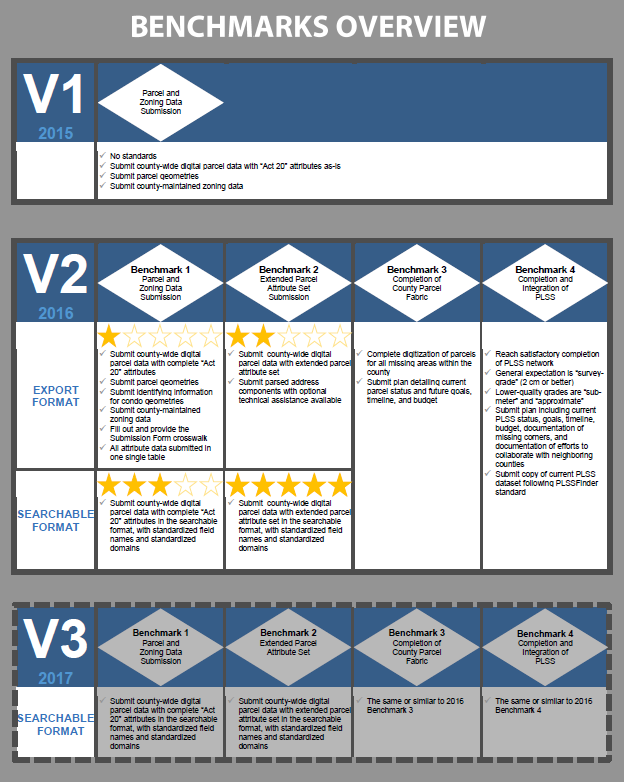 BENCHMARKS OVERVIEW
V1
2015
Parcel and
Zoning Data
Submission
No standards
Submit county-wide digital parcel data with “Act 20” attributes as-is
Submit parcel geometries
Submit county-maintained zoning data
V2
2016
Benchmark 1
Parcel and
Zoning Data
Submission
Benchmark 2
Extended Parcel
Attribute Set
Submission
Benchmark 3
Completion of
County Parcel
Fabric
Benchmark 4
Completion and
Integration of
PLSS
EXPORT
FORMAT
Submit county-wide digital
parcel data with complete “Act
20” attributes
Submit parcel geometries
Submit identifying information
for condo geometries
Submit county-maintained
zoning data
Fill out and provide the
Submission Form crosswalk
All attribute data submitted in
one single table
Submit county-wide digital
parcel data with extended parcel
attribute set
Submit parsed address
components with optional
technical assistance available
Complete digitization of parcels
for all missing areas within the
county
Submit plan detailing current
parcel status and future goals,
timeline, and budget
Reach satisfactory completion
of PLSS network
General expectation is “survey-
grade” (2 cm or better)
Lower-quality grades are “sub-
meter” and “approximate”
Submit plan including current
PLSS status, goals, timeline,
budget, documentation of
missing corners, and
documentation of efforts to
collaborate with neighboring
counties
Submit copy of current PLSS
dataset following PLSSFinder
standard
SEARCHABLE
FORMAT
Submit county-wide digital
parcel data with complete “Act
20” attributes in the searchable
format, with standardized field
names and standardized
domains
Submit county-wide digital
parcel data with extended parcel
attribute set in the searchable
format, with standardized field
names and standardized
domains
V3
2017
Benchmark 1
Parcel and
Zoning Data
Submission
Benchmark 2
Extended Parcel
Attribute Set
Benchmark 3
Completion of
County Parcel
Fabric
Benchmark 4
Completion and
Integration of
PLSS
SEARCHABLE
FORMAT
Submit county-wide digital
parcel data with complete “Act
20” attributes in the searchable
format, with standardized field
names and standardized
domains
Submit county-wide digital
parcel data with extended parcel
attribute set in the searchable
format, with standardized field
names and standardized
domains
The same or similar to 2016
Benchmark 3
The same or similar to 2016
Benchmark 4